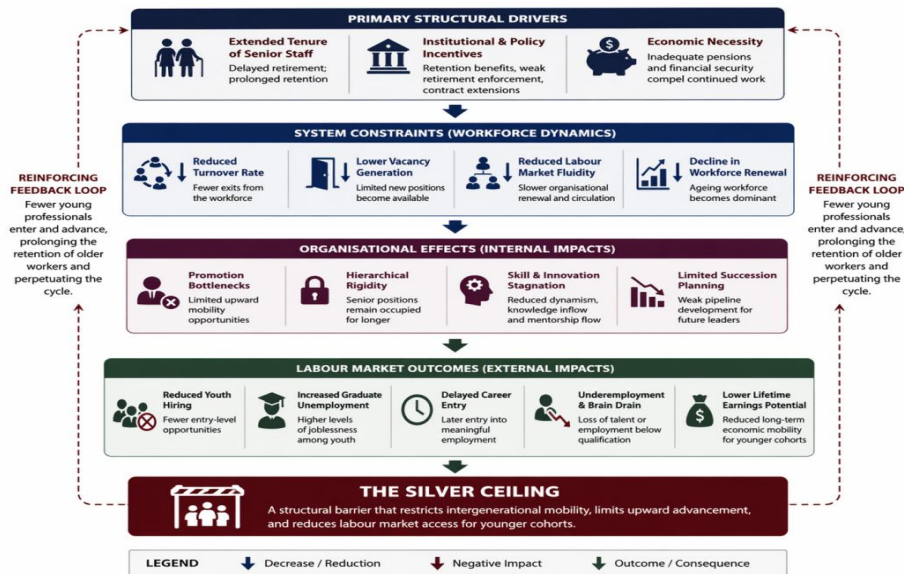 PRIMARY STRUCTURAL DRIVERS
Extended Tenure
of Senior Staff
Delayed retirement;
prolonged retention
Institutional & Policy
Incentives
Retention benefits, weak
retirement enforcement,
contract extensions
Economic Necessity
Inadequate pensions
and financial security
compel continued work
SYSTEM CONSTRAINTS (WORKFORCE DYNAMICS)
Reduced
Turnover Rate
Fewer exits from
the workforce
Lower Vacancy
Generation
Limited new positions
become available
Reduced Labour
Market Fluidity
Slower organisational
renewal and circulation
Decline in
Workforce Renewal
Ageing workforce
becomes dominant
REINFORCING
FEEDBACK LOOP
Fewer young
professionals
enter and advance,
prolonging the
retention of older
workers and
perpetuating the
cycle.
REINFORCING
FEEDBACK LOOP
Fewer young
professionals
enter and advance,
prolonging the
retention of older
workers and
perpetuating the
cycle.
ORGANISATIONAL EFFECTS (INTERNAL IMPACTS)
Promotion
Bottlenecks
Limited upward
mobility
opportunities
Hierarchical
Rigidity
Senior positions
remain occupied
for longer
Skill & Innovation
Stagnation
Reduced dynamism,
knowledge inflow
and mentorship flow
Limited Succession
Planning
Weak pipeline
development for
future leaders
LABOUR MARKET OUTCOMES (EXTERNAL IMPACTS)
Reduced Youth
Hiring
Fewer entry-level
opportunities
Increased Graduate
Unemployment
Higher levels
of joblessness
among youth
Delayed Career
Entry
Later entry into
meaningful
employment
Underemployment
& Brain Drain
Loss of talent or
employment below
qualification
Lower Lifetime
Earnings Potential
Reduced long-term
economic mobility
for younger cohorts
THE SILVER CEILING
A structural barrier that restricts intergenerational mobility, limits upward advancement,
and reduces labour market access for younger cohorts.
LEGEND
Decrease / Reduction
Negative Impact
Outcome / Consequence